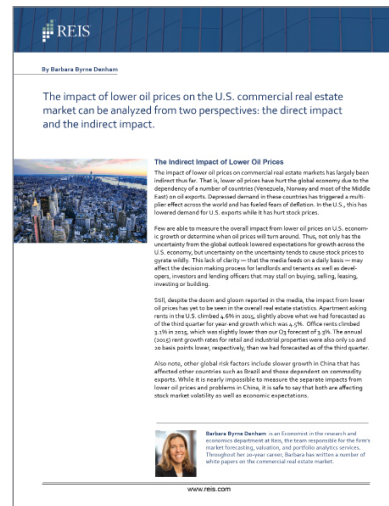 REIS
By Barbara Byrne Denham
The impact of lower oil prices on the U.S. commercial real estate
market can be analyzed from two perspectives: the direct impact
and the indirect impact.
The Indirect Impact of Lower Oil Prices
The impact of lower oil prices on commercial real estate markets has largely been
indirect thus far. That is, lower oil prices have hurt the global economy due to the
dependency of a number of countries (Venezuela, Norway and most of the Middle
East) on oil exports. Depressed demand in these countries has triggered a multi-
plier effect across the world and has fueled fears of deflation. In the U.S., this has
lowered demand for U.S. exports while it has hurt stock prices.
Few are able to measure the overall impact from lower oil prices on U.S. econom-
ic growth or determine when oil prices will turn around. Thus, not only has the
uncertainty from the global outlook lowered expectations for growth across the
U.S. economy, but uncertainty on the uncertainty tends to cause stock prices to
gyrate wildly. This lack of clarity — that the media feeds on a daily basis — may
affect the decision making process for landlords and tenants as well as devel-
opers, investors and lending officers that may stall on buying, selling, leasing,
investing or building.
Still, despite the doom and gloom reported in the media, the impact from lower
oil prices has yet to be seen in the overall real estate statistics. Apartment asking
rents in the U.S. climbed 4.6% in 2015, slightly above what we had forecasted as
of the third quarter for year end growth which was 4.5%. Office rents climbed
3.1% in 2015, which was slightly lower than our Q3 forecast of 3.3%. The annual
(2015) rent growth rates for retail and industrial properties were also only 10 and
20 basis points lower, respectively, than we had forecasted as of the third quarter.
Also note, other global risk factors include slower growth in China that has
affected other countries such as Brazil and those dependent on commodity
exports. While it is nearly impossible to measure the separate impacts from
lower oil prices and problems in China, it is safe to say that both are affecting
stock market volatility as well as economic expectations.
Barbara Byrne Denham is an Economist in the research and
economics department at Reis, the team responsible for the firm's
market forecasting, valuation, and portfolio analytics services.
Throughout her 20-year career, Barbara has written a number of
white papers on the commercial real estate market.
www.reis.com